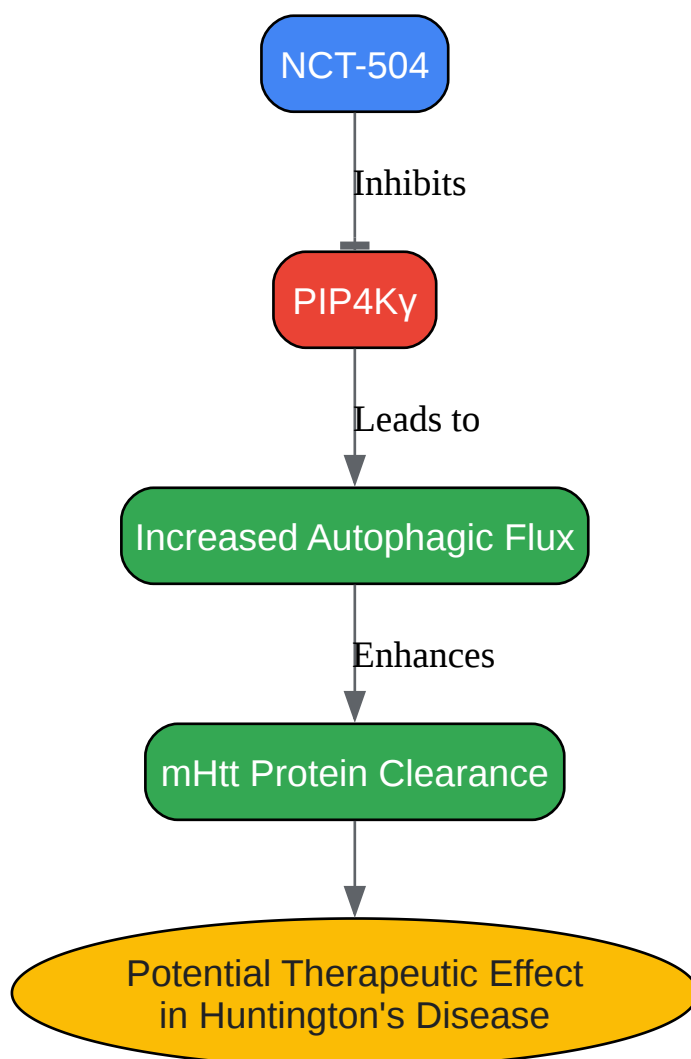 NCT-504
Inhibits
PIP4Kγ
Leads to
Increased Autophagic Flux
Enhances
mHtt Protein Clearance
Potential Therapeutic Effect
in Huntington's Disease